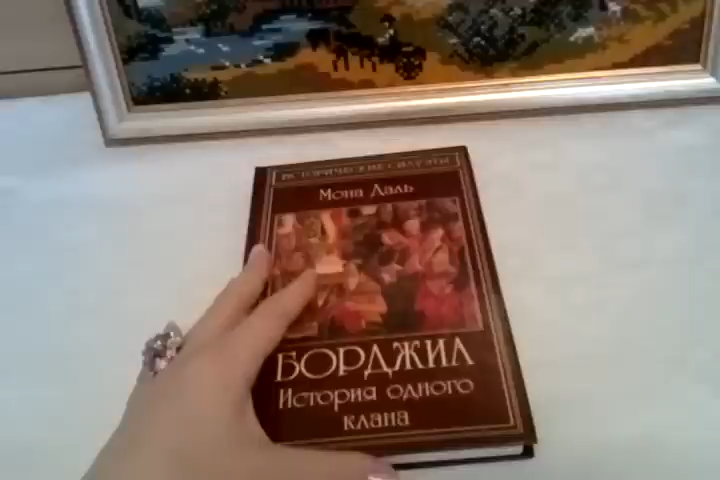 ИСТОРИЧЕСКИЕ СИЛУЭТЫ
Мона Даль
БОРДЖИА
История одного
клана